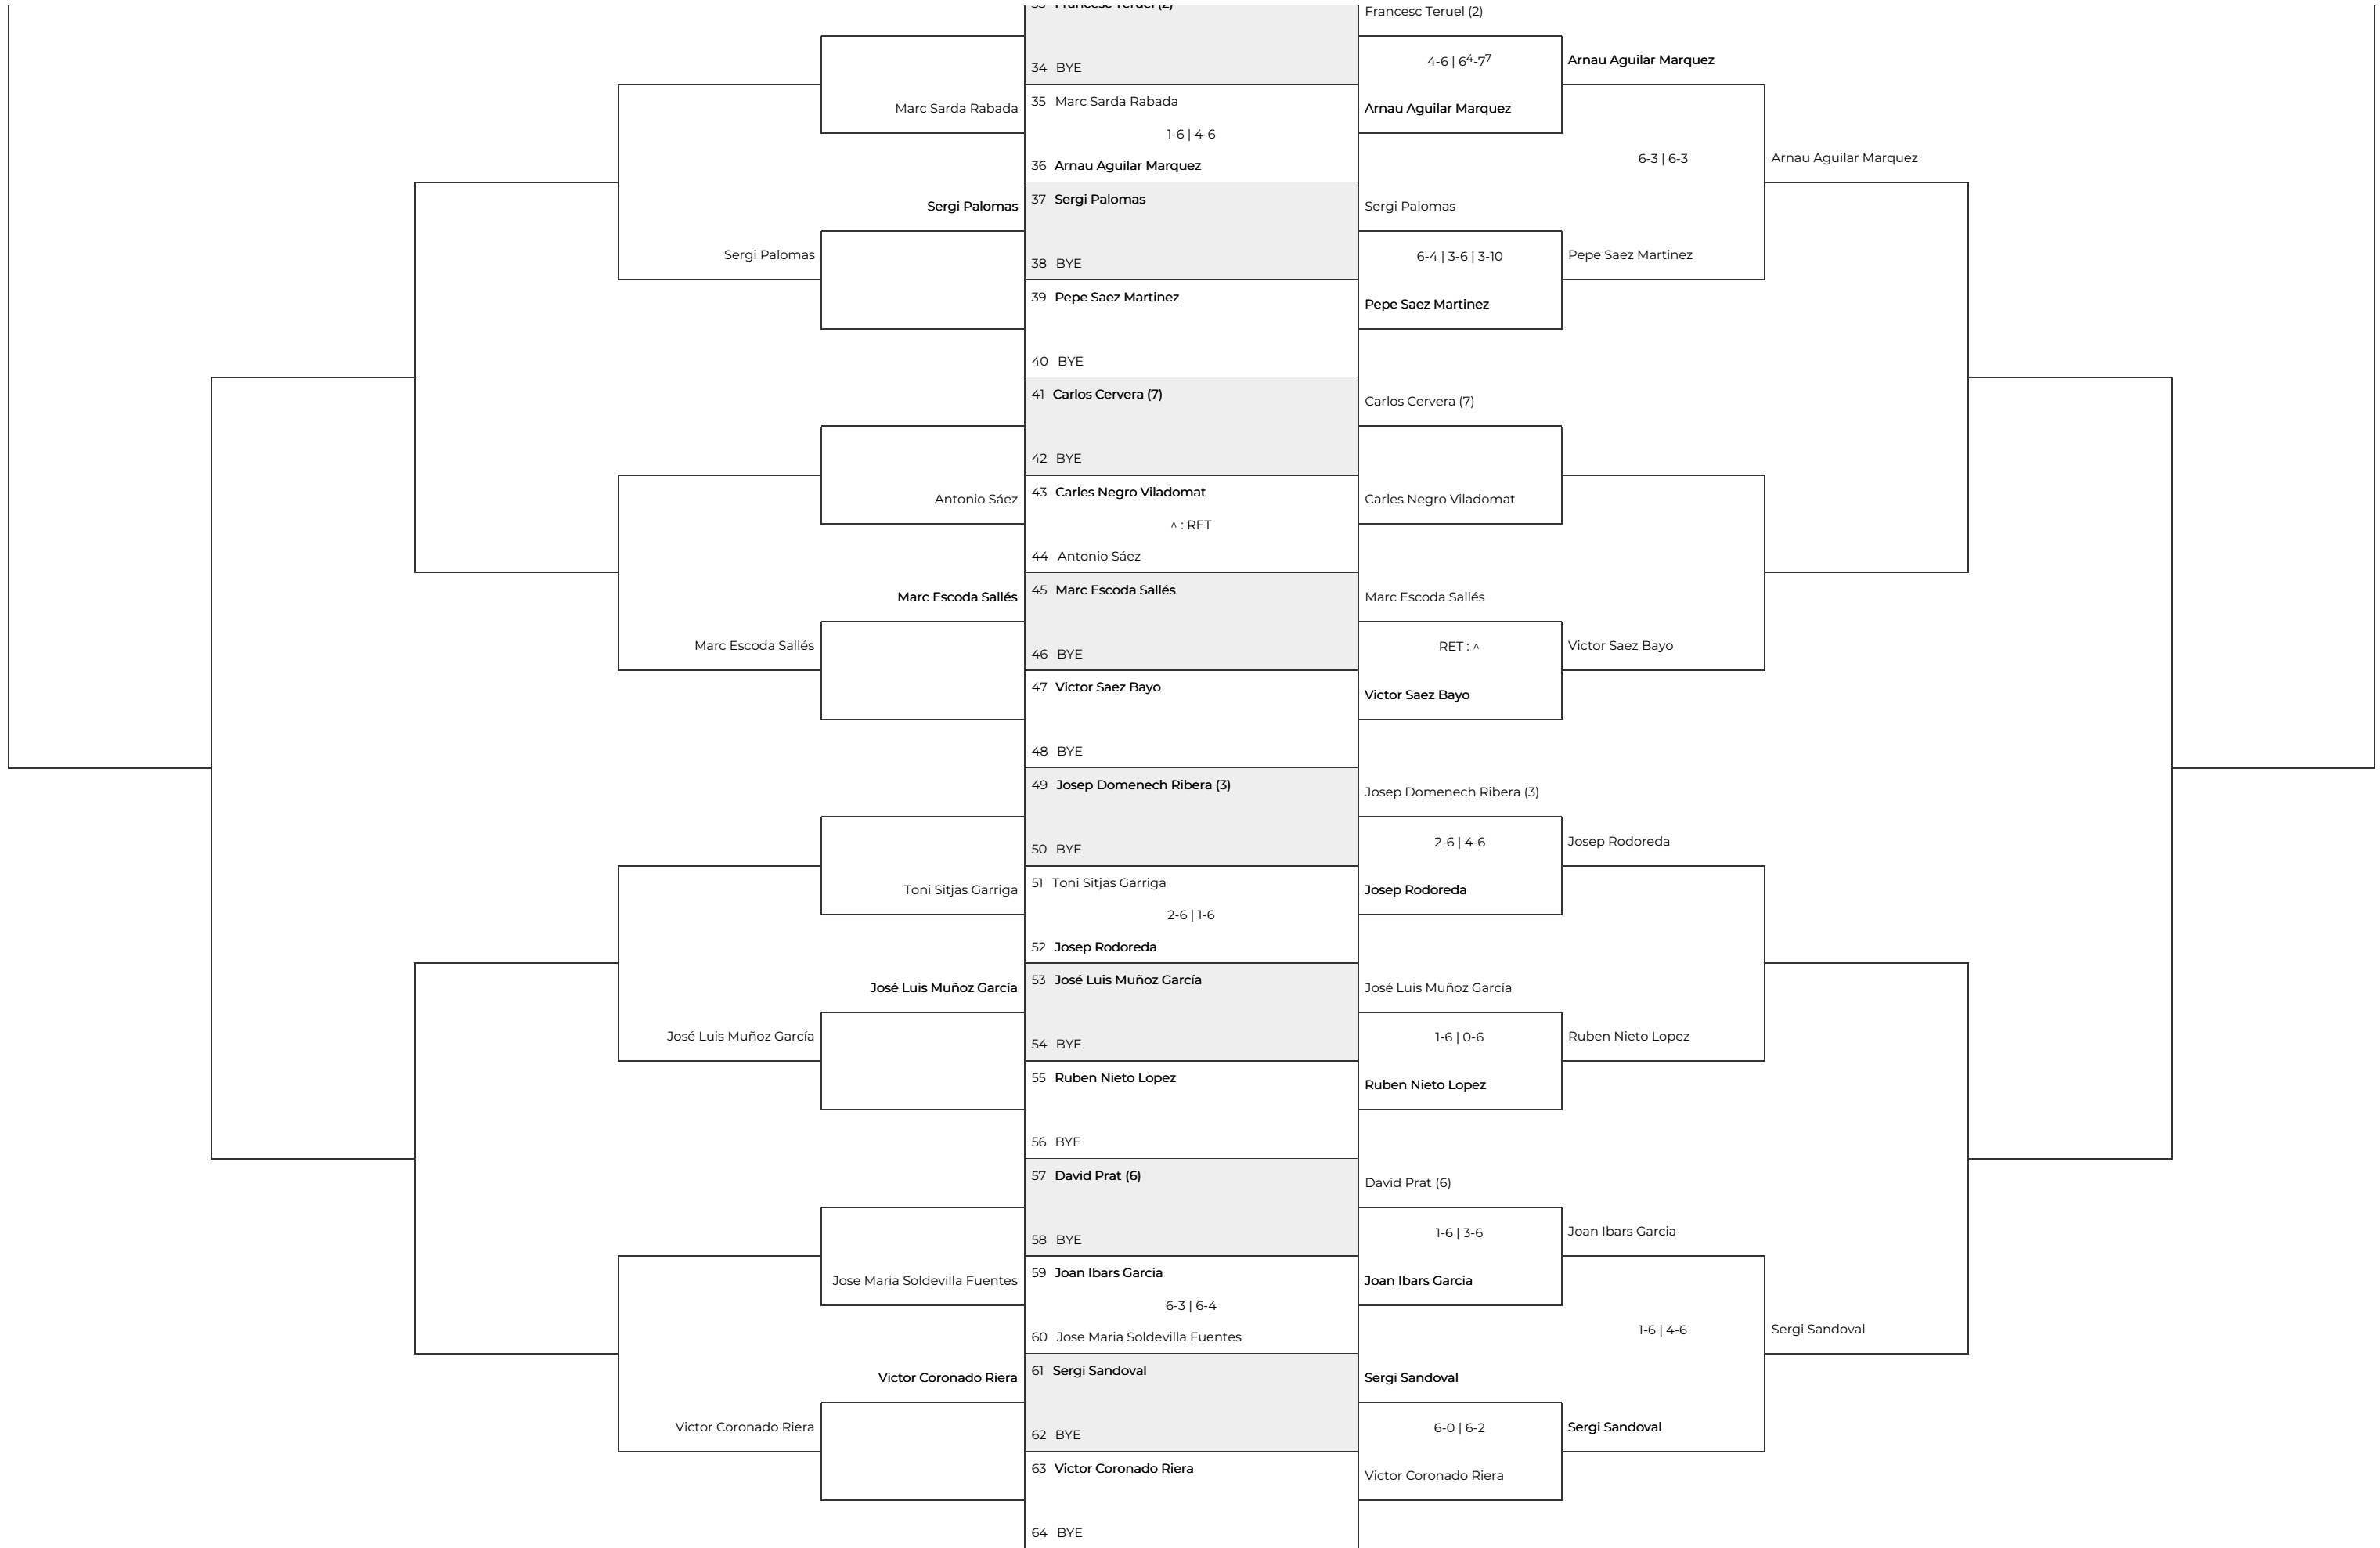 33 Francesc Teruel (2)
Francesc Teruel (2)
34 BYE
4-6 | 6⁴-7⁷
Arnau Aguilar Marquez
Marc Sarda Rabada
35 Marc Sarda Rabada
Arnau Aguilar Marquez
1-6 | 4-6
36 Arnau Aguilar Marquez
6-3 | 6-3
Arnau Aguilar Marquez
Sergi Palomas
37 Sergi Palomas
Sergi Palomas
Sergi Palomas
38 BYE
6-4 | 3-6 | 3-10
Pepe Saez Martinez
39 Pepe Saez Martinez
Pepe Saez Martinez
40 BYE
41 Carlos Cervera (7)
Carlos Cervera (7)
42 BYE
Antonio Sáez
43 Carles Negro Viladomat
Carles Negro Viladomat
^ : RET
44 Antonio Sáez
Marc Escoda Sallés
45 Marc Escoda Sallés
Marc Escoda Sallés
Marc Escoda Sallés
46 BYE
RET : ^
Victor Saez Bayo
47 Victor Saez Bayo
Victor Saez Bayo
48 BYE
49 Josep Domenech Ribera (3)
Josep Domenech Ribera (3)
50 BYE
2-6 | 4-6
Josep Rodoreda
Toni Sitjas Garriga
51 Toni Sitjas Garriga
Josep Rodoreda
2-6 | 1-6
52 Josep Rodoreda
José Luis Muñoz García
53 José Luis Muñoz García
José Luis Muñoz García
José Luis Muñoz García
54 BYE
1-6 | 0-6
Ruben Nieto Lopez
55 Ruben Nieto Lopez
Ruben Nieto Lopez
56 BYE
57 David Prat (6)
David Prat (6)
58 BYE
1-6 | 3-6
Joan Ibars Garcia
Jose Maria Soldevilla Fuentes
59 Joan Ibars Garcia
Joan Ibars Garcia
6-3 | 6-4
60 Jose Maria Soldevilla Fuentes
1-6 | 4-6
Sergi Sandoval
Victor Coronado Riera
61 Sergi Sandoval
Sergi Sandoval
Victor Coronado Riera
62 BYE
6-0 | 6-2
Sergi Sandoval
63 Victor Coronado Riera
Victor Coronado Riera
64 BYE